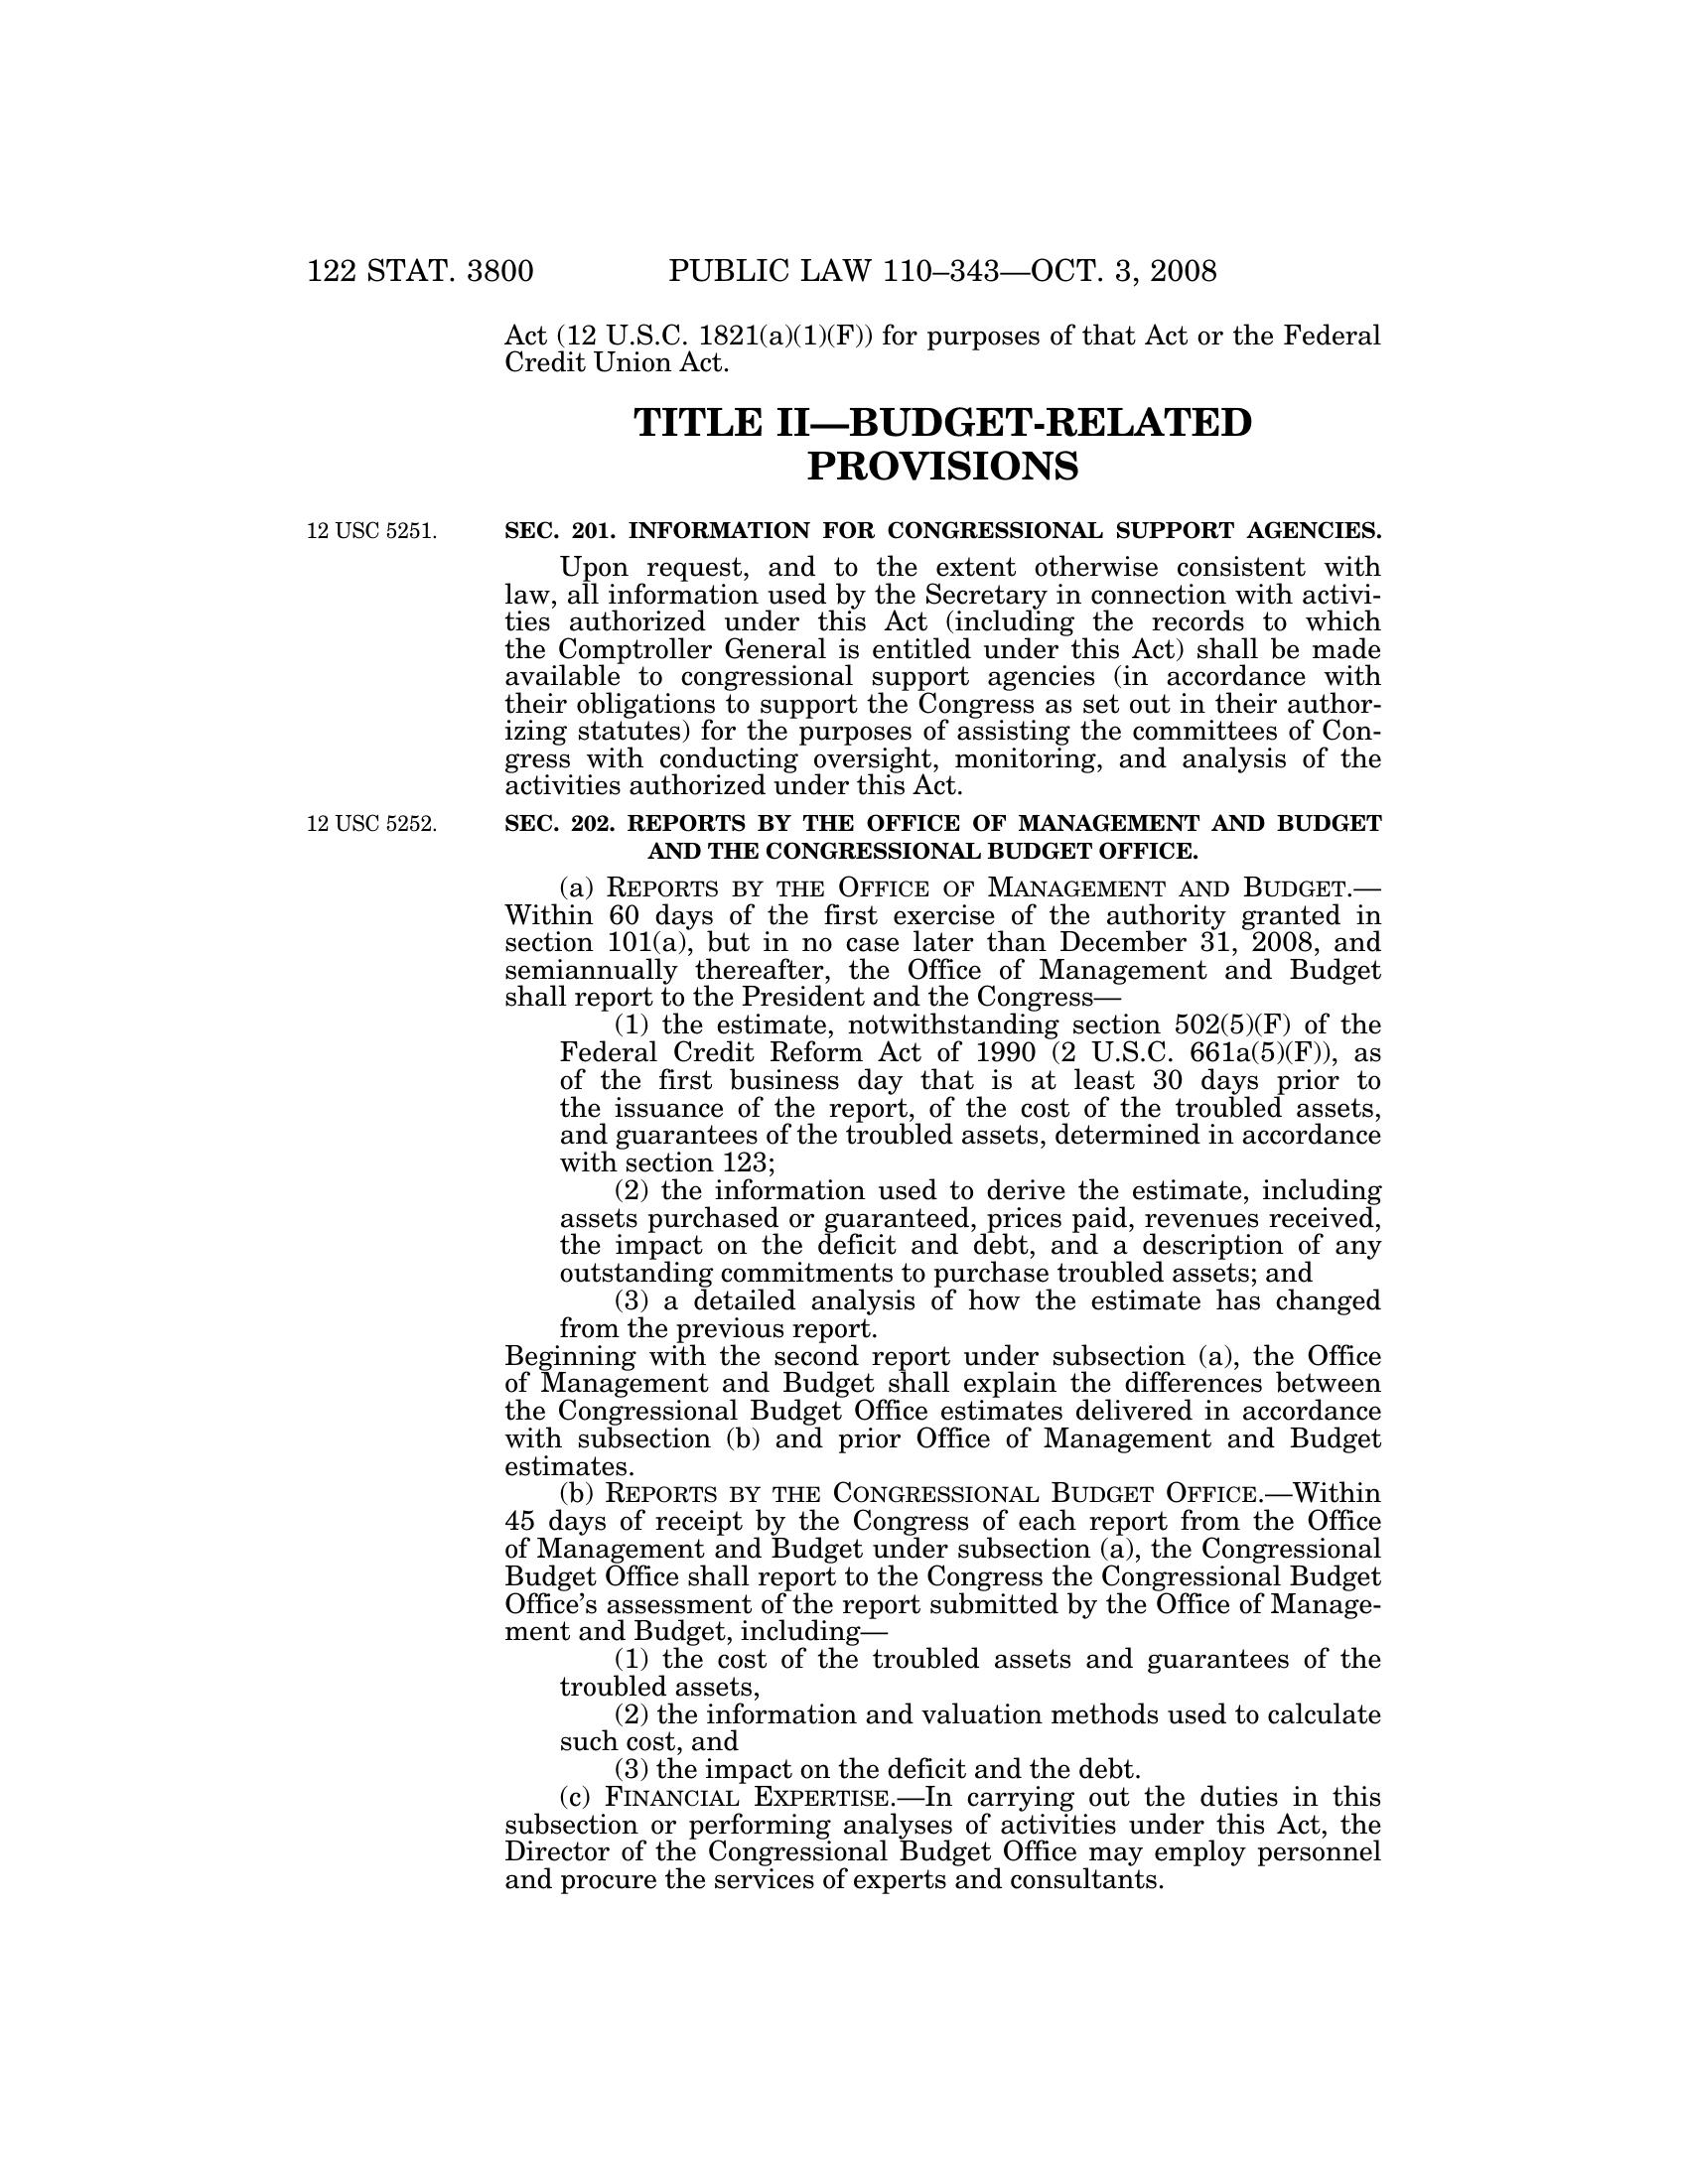 122 STAT. 3800 PUBLIC LAW 110–343—OCT. 3, 2008
Act (12 U.S.C. 1821(a)(1)(F)) for purposes of that Act or the Federal
Credit Union Act.
TITLE II—BUDGET-RELATED
PROVISIONS
12 USC 5251. SEC. 201. INFORMATION FOR CONGRESSIONAL SUPPORT AGENCIES.
Upon request, and to the extent otherwise consistent with
law, all information used by the Secretary in connection with activi-
ties authorized under this Act (including the records to which
the Comptroller General is entitled under this Act) shall be made
available to congressional support agencies (in accordance with
their obligations to support the Congress as set out in their author-
izing statutes) for the purposes of assisting the committees of Con-
gress with conducting oversight, monitoring, and analysis of the
activities authorized under this Act.
12 USC 5252. SEC. 202. REPORTS BY THE OFFICE OF MANAGEMENT AND BUDGET
AND THE CONGRESSIONAL BUDGET OFFICE.
(a) REPORTS BY THE OFFICE OF MANAGEMENT AND BUDGET.—
Within 60 days of the first exercise of the authority granted in
section 101(a), but in no case later than December 31, 2008, and
semiannually thereafter, the Office of Management and Budget
shall report to the President and the Congress—
(1) the estimate, notwithstanding section 502(5)(F) of the
Federal Credit Reform Act of 1990 (2 U.S.C. 661a(5)(F)), as
of the first business day that is at least 30 days prior to
the issuance of the report, of the cost of the troubled assets,
and guarantees of the troubled assets, determined in accordance
with section 123;
(2) the information used to derive the estimate, including
assets purchased or guaranteed, prices paid, revenues received,
the impact on the deficit and debt, and a description of any
outstanding commitments to purchase troubled assets; and
(3) a detailed analysis of how the estimate has changed
from the previous report.
Beginning with the second report under subsection (a), the Office
of Management and Budget shall explain the differences between
the Congressional Budget Office estimates delivered in accordance
with subsection (b) and prior Office of Management and Budget
estimates.
(b) REPORTS BY THE CONGRESSIONAL BUDGET OFFICE.—Within
45 days of receipt by the Congress of each report from the Office
of Management and Budget under subsection (a), the Congressional
Budget Office shall report to the Congress the Congressional Budget
Office's assessment of the report submitted by the Office of Manage-
ment and Budget, including—
(1) the cost of the troubled assets and guarantees of the
troubled assets,
(2) the information and valuation methods used to calculate
such cost, and
(3) the impact on the deficit and the debt.
(c) FINANCIAL EXPERTISE.—In carrying out the duties in this
subsection or performing analyses of activities under this Act, the
Director of the Congressional Budget Office may employ personnel
and procure the services of experts and consultants.